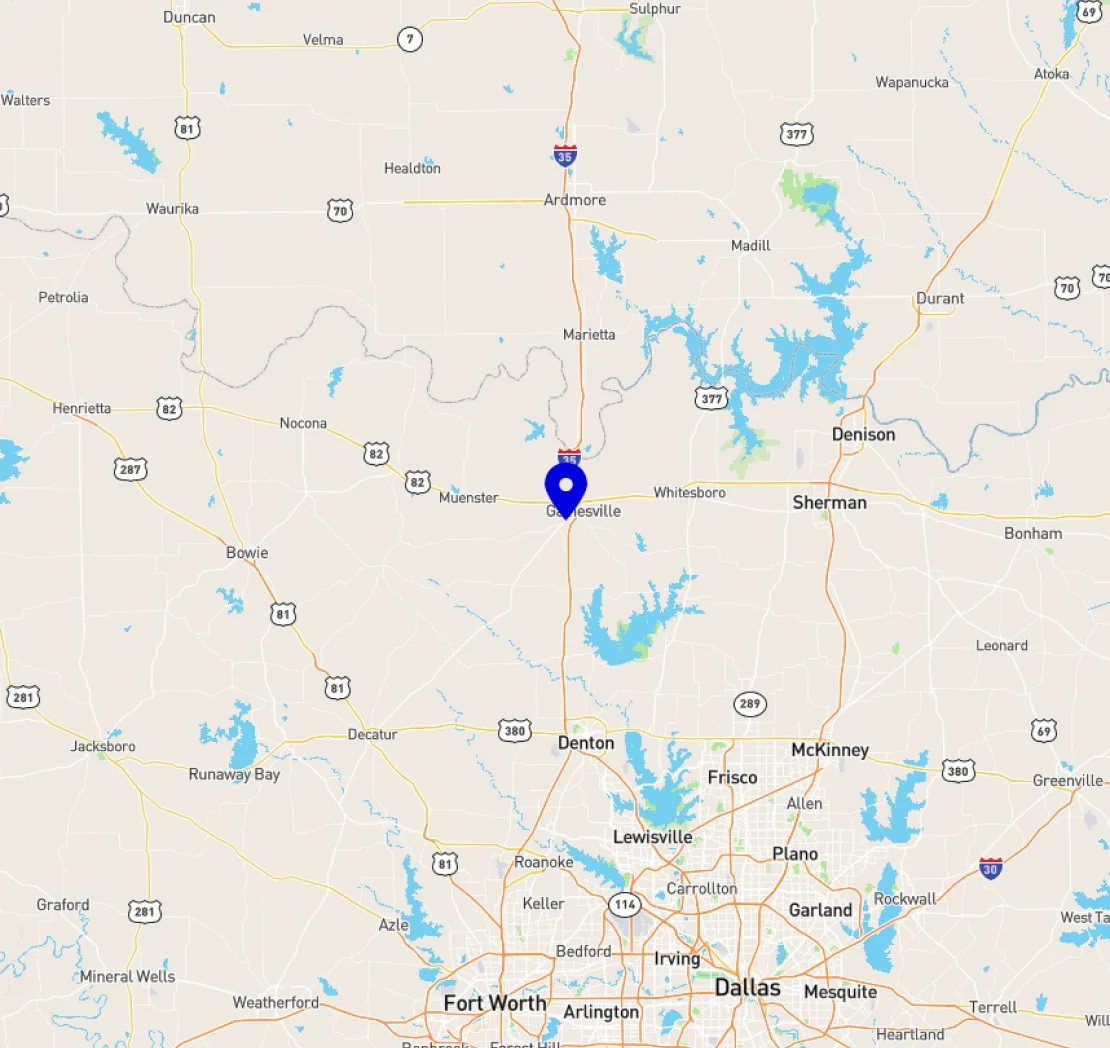 Duncan
Sulphur
69
Velma
7
Atoka
Wapanucka
Walters
81
377
35
Healdton
Ardmore
Waurika
70
Madill
Petrolia
Durant
70
70
Marietta
377
Henrietta
82
Nocona
Denison
82
35
287
82
Muenster
Whitesboro
Sherman
Gainesville
Bonham
Bowie
81
Leonard
281
81
289
380
69
Decatur
Denton
Jacksboro
McKinney
Runaway Bay
Frisco
380
Greenville
Allen
Lewisville
Plano
81
Roanoke
30
Carrollton
Rockwall
Graford
281
Keller
114
Garland
West Ta
Azle
Bedford
Irving
Mineral Wells
Dallas
Mesquite
Weatherford
Fort Worth
Arlington
Terrell
Will
Heartland
Benbrook
Forest Hill